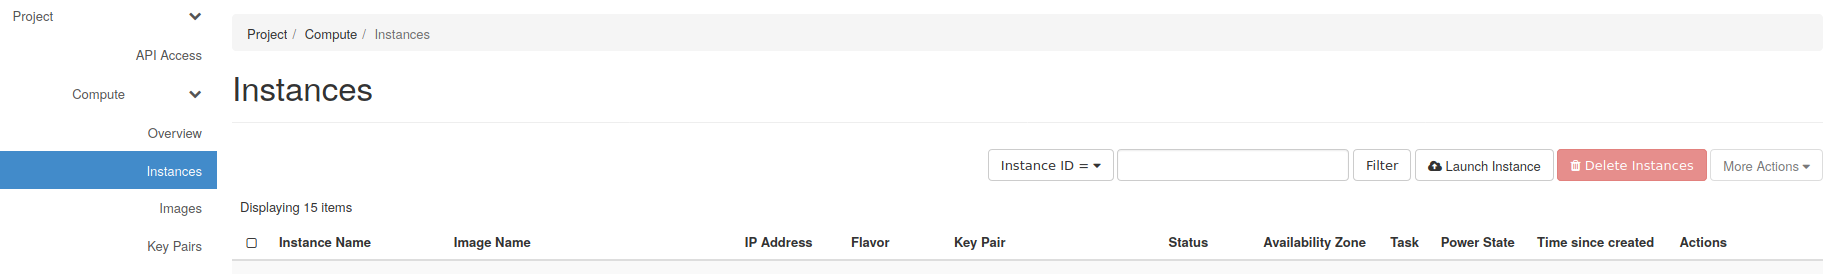 Project
API Access
Compute
Overview
Instances
Images
Key Pairs
Project / Compute / Instances
Instances
Instance ID = Filter Launch Instance Delete Instances More Actions
Displaying 15 items
Instance Name Image Name IP Address Flavor Key Pair Status Availability Zone Task Power State Time since created Actions